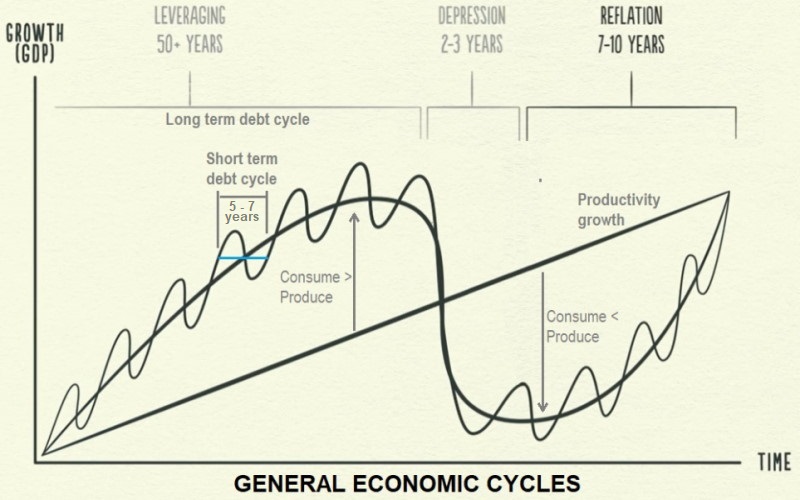 GROWTH
(GDP)
LEVERAGING
50+ YEARS
DEPRESSION
2-3 YEARS
REFLATION
7-10 YEARS
Long term debt cycle
Short term
debt cycle
5 - 7
years
Productivity
growth
Consume >
Produce
Consume <
Produce
TIME
GENERAL ECONOMIC CYCLES